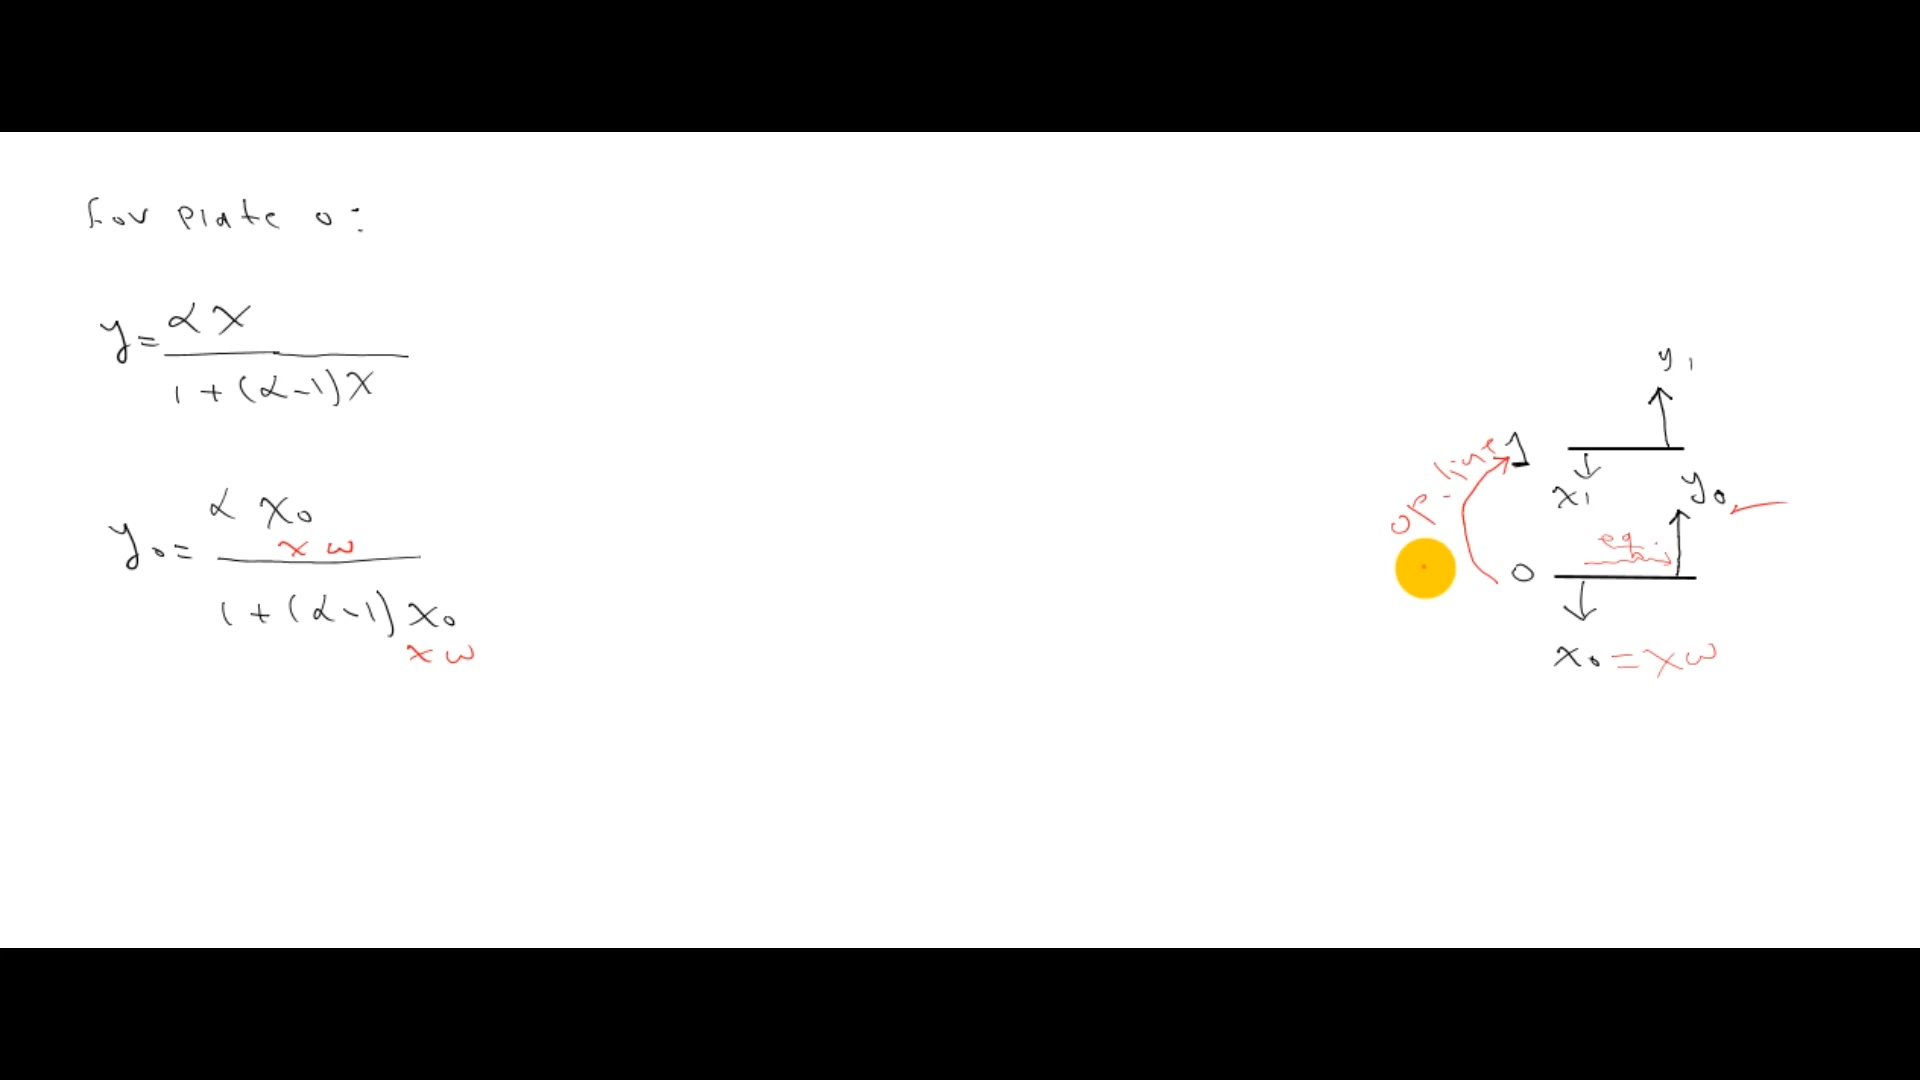 for plate 0:
y = αx / 1+(α-1)x
y₀ = α x₀ / 1+(α-1) x₀
xw
xw
y₁
1
x₁
op. line
y₀
eq.
0
x₀ = xw